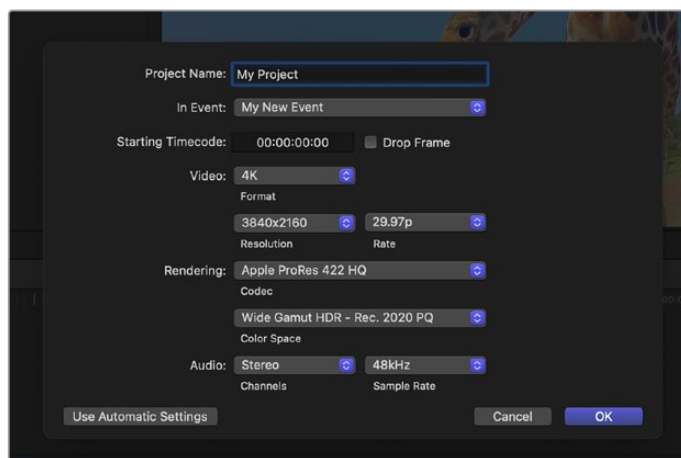 Project Name: My Project
In Event: My New Event
Starting Timecode: 00:00:00:00 Drop Frame
Video: 4K
Format
3840x2160 29.97p
Resolution Rate
Rendering: Apple ProRes 422 HQ
Codec
Wide Gamut HDR - Rec. 2020 PQ
Color Space
Audio: Stereo 48kHz
Channels Sample Rate
Use Automatic Settings Cancel OK